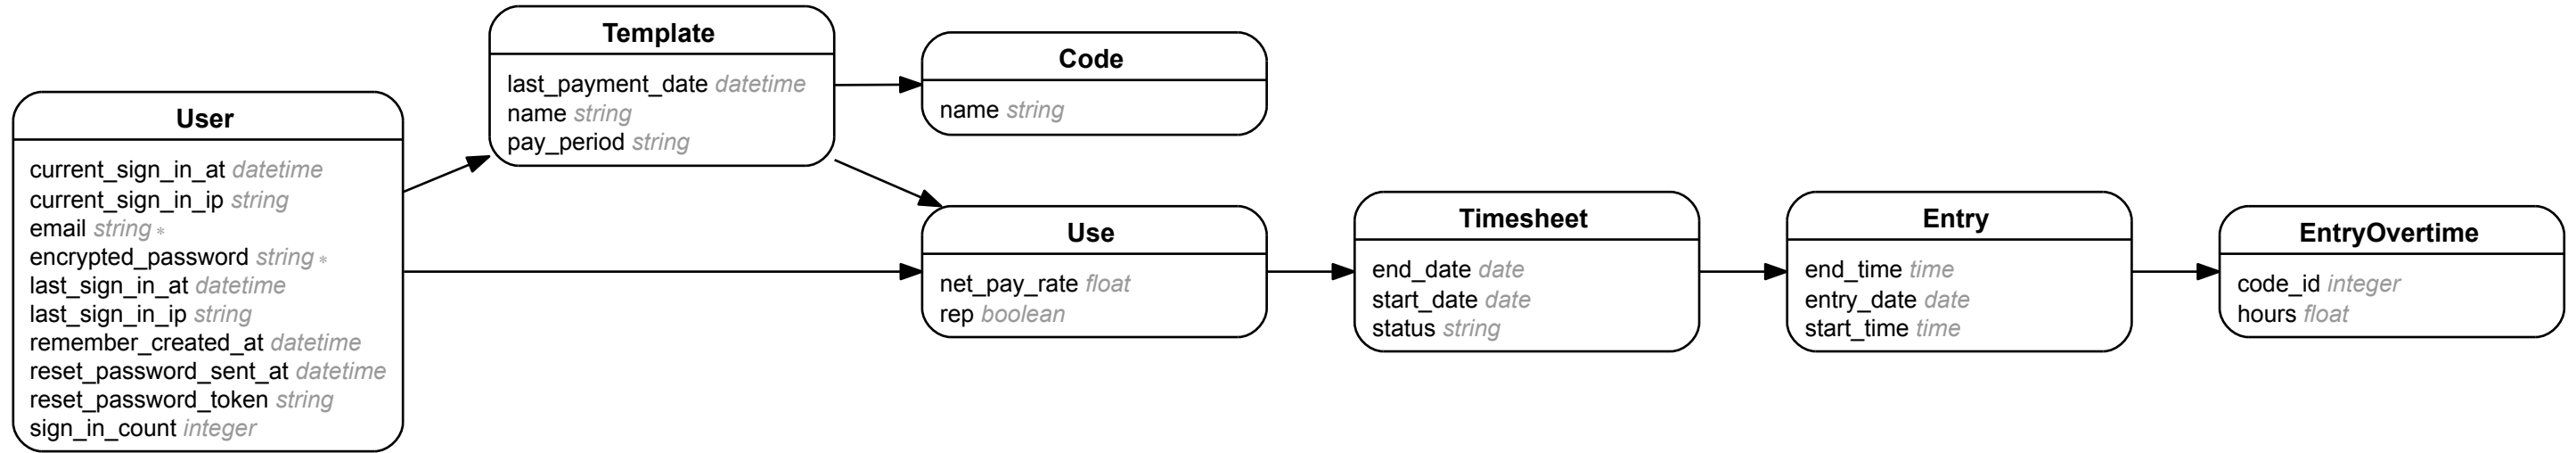 User
current_sign_in_at datetime
current_sign_in_ip string
email string *
encrypted_password string *
last_sign_in_at datetime
last_sign_in_ip string
remember_created_at datetime
reset_password_sent_at datetime
reset_password_token string
sign_in_count integer
Template
last_payment_date datetime
name string
pay_period string
Code
name string
Use
net_pay_rate float
rep boolean
Timesheet
end_date date
start_date date
status string
Entry
end_time time
entry_date date
start_time time
EntryOvertime
code_id integer
hours float